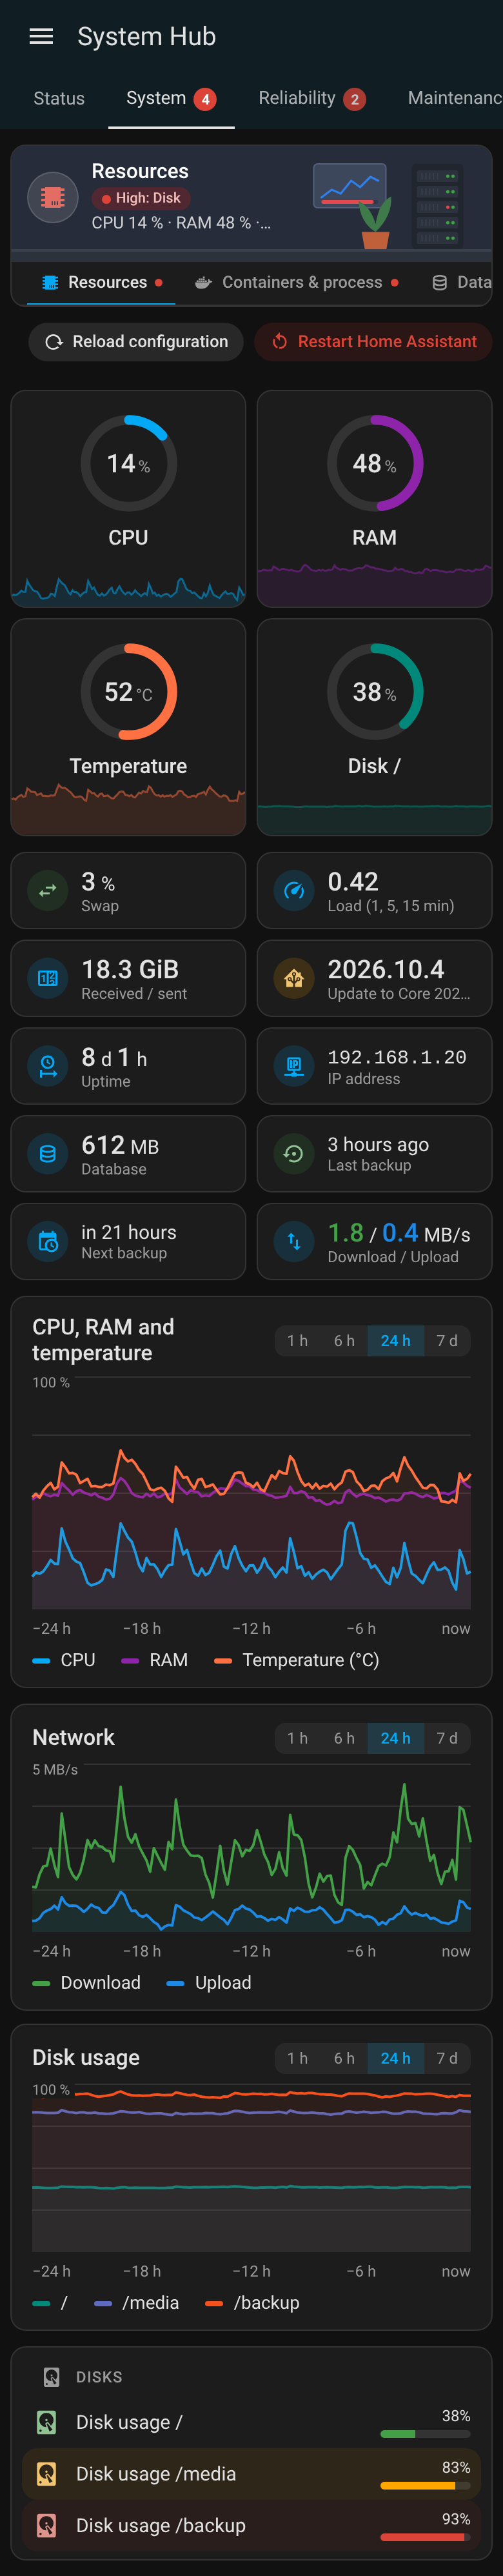 System Hub
Status
System 4
Reliability 2
Maintenanc
Resources
High: Disk
CPU 14 % · RAM 48 % ·…
Resources
Containers & process
Data
Reload configuration
Restart Home Assistant
14 %
CPU
48 %
RAM
52 °C
Temperature
38 %
Disk /
3 %
Swap
0.42
Load (1, 5, 15 min)
18.3 GiB
Received / sent
2026.10.4
Update to Core 202…
8 d 1 h
Uptime
192.168.1.20
IP address
612 MB
Database
3 hours ago
Last backup
in 21 hours
Next backup
1.8 / 0.4 MB/s
Download / Upload
CPU, RAM and
temperature
1 h 6 h 24 h 7 d
100 %
−24 h −18 h −12 h −6 h now
CPU RAM Temperature (°C)
Network
1 h 6 h 24 h 7 d
5 MB/s
−24 h −18 h −12 h −6 h now
Download Upload
Disk usage
1 h 6 h 24 h 7 d
100 %
−24 h −18 h −12 h −6 h now
/ /media /backup
DISKS
Disk usage / 38%
Disk usage /media 83%
Disk usage /backup 93%